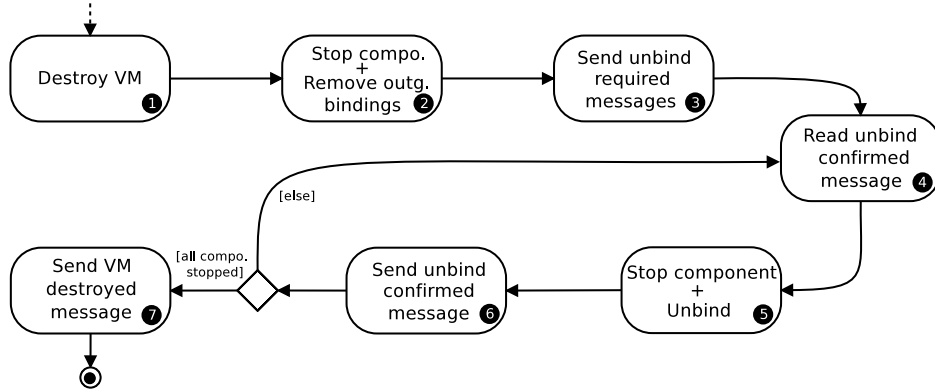 Destroy VM
1
Stop compo.
+
Remove outg.
bindings
2
Send unbind
required
messages
3
Read unbind
confirmed
message
4
[else]
[all compo.
stopped]
Send VM
destroyed
message
7
Send unbind
confirmed
message
6
Stop component
+
Unbind
5